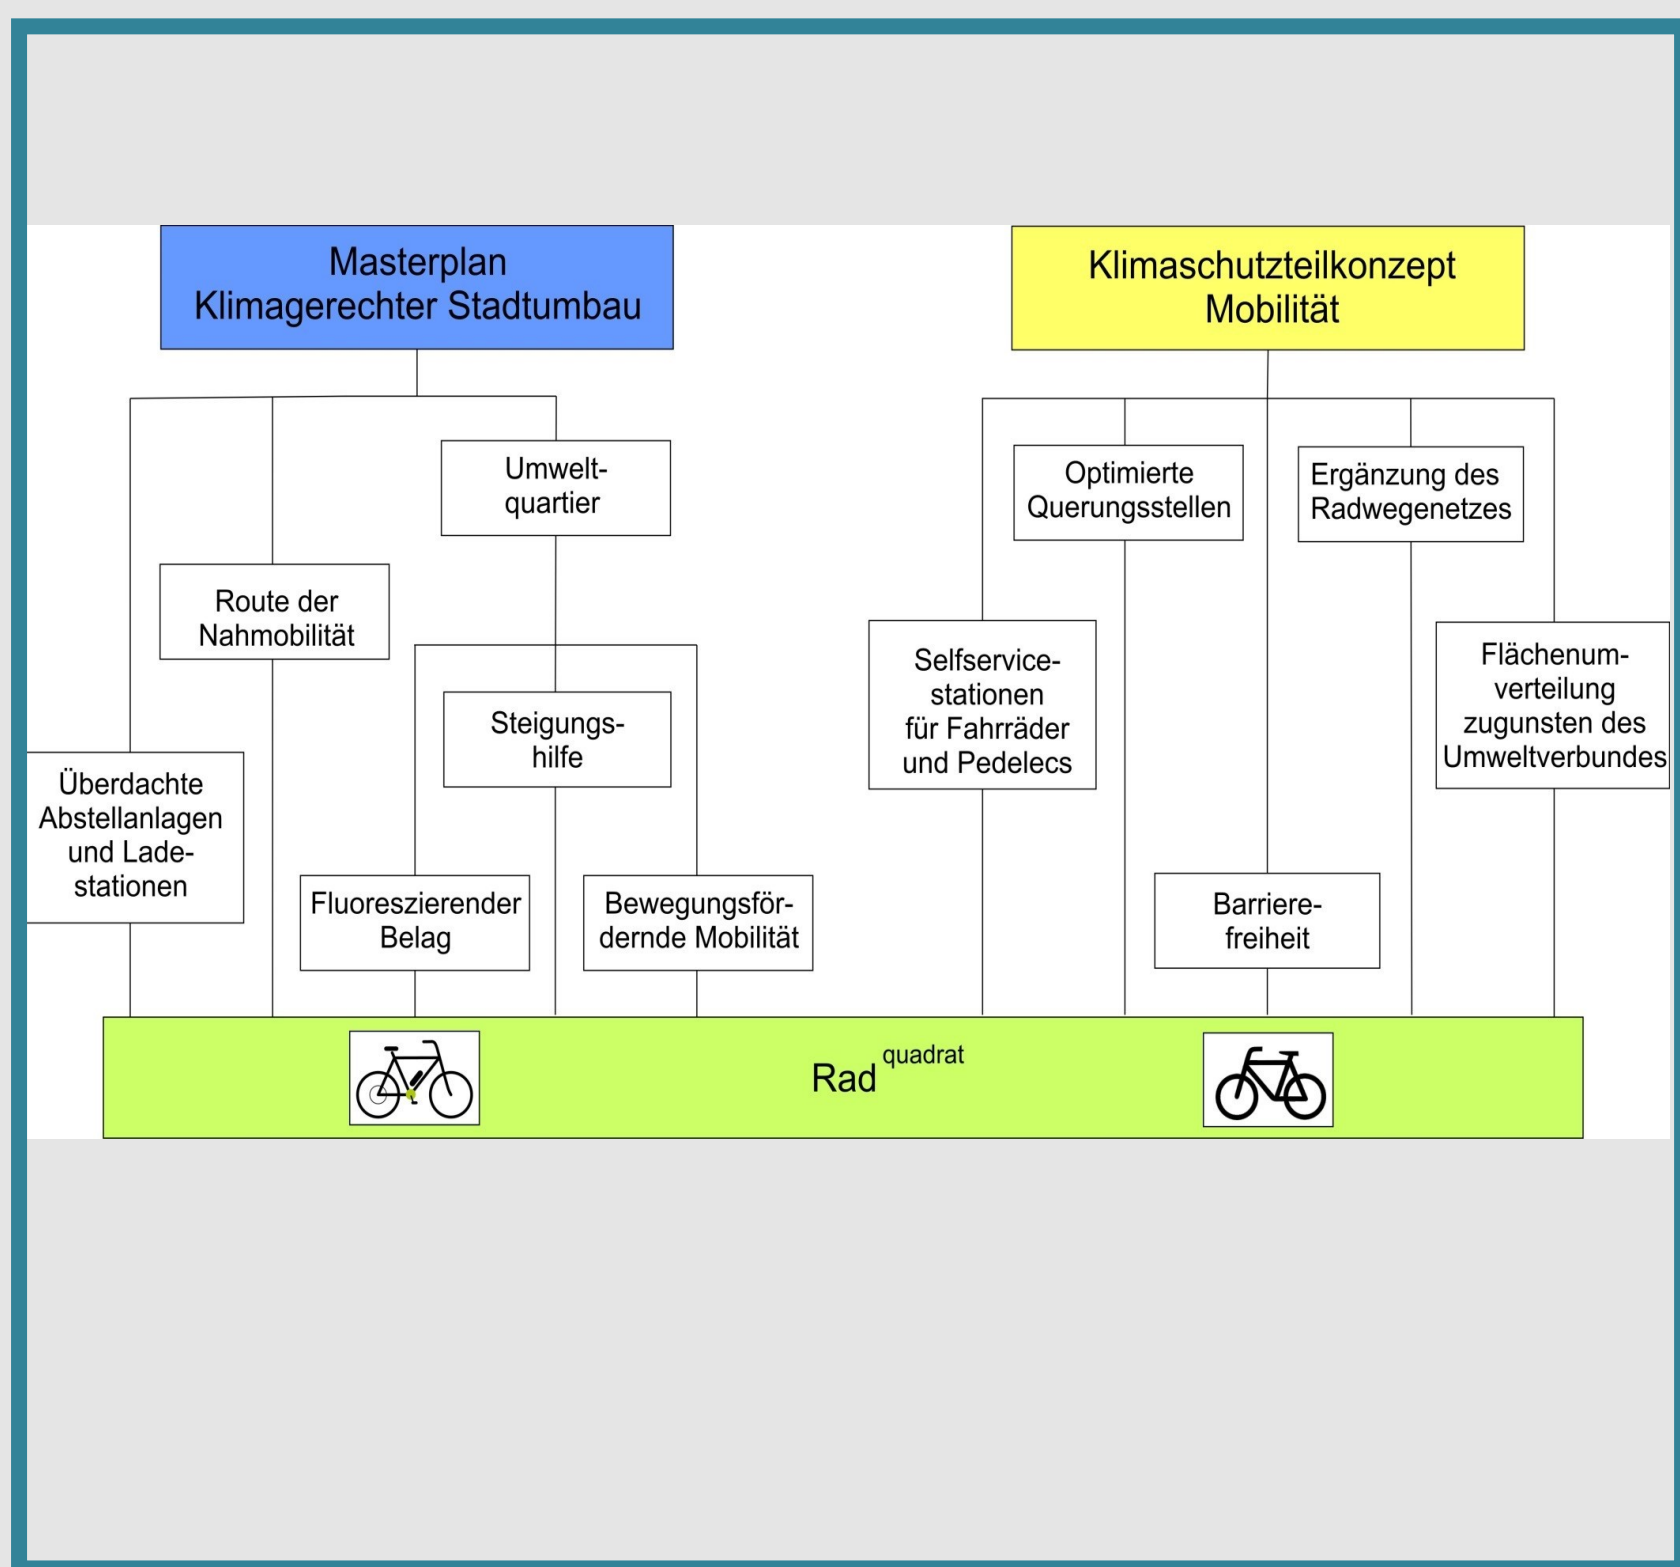 Masterplan
Klimagerechter Stadtumbau
Klimaschutzteilkonzept
Mobilität
Umwelt-
quartier
Optimierte
Querungsstellen
Ergänzung des
Radwegenetzes
Route der
Nahmobilität
Selfservice-
stationen
für Fahrräder
und Pedelecs
Flächenum-
verteilung
zugunsten des
Umweltverbundes
Steigungs-
hilfe
Überdachte
Abstellanlagen
und Lade-
stationen
Fluoreszierender
Belag
Bewegungsför-
dernde Mobilität
Barriere-
freiheit
Rad quadrat